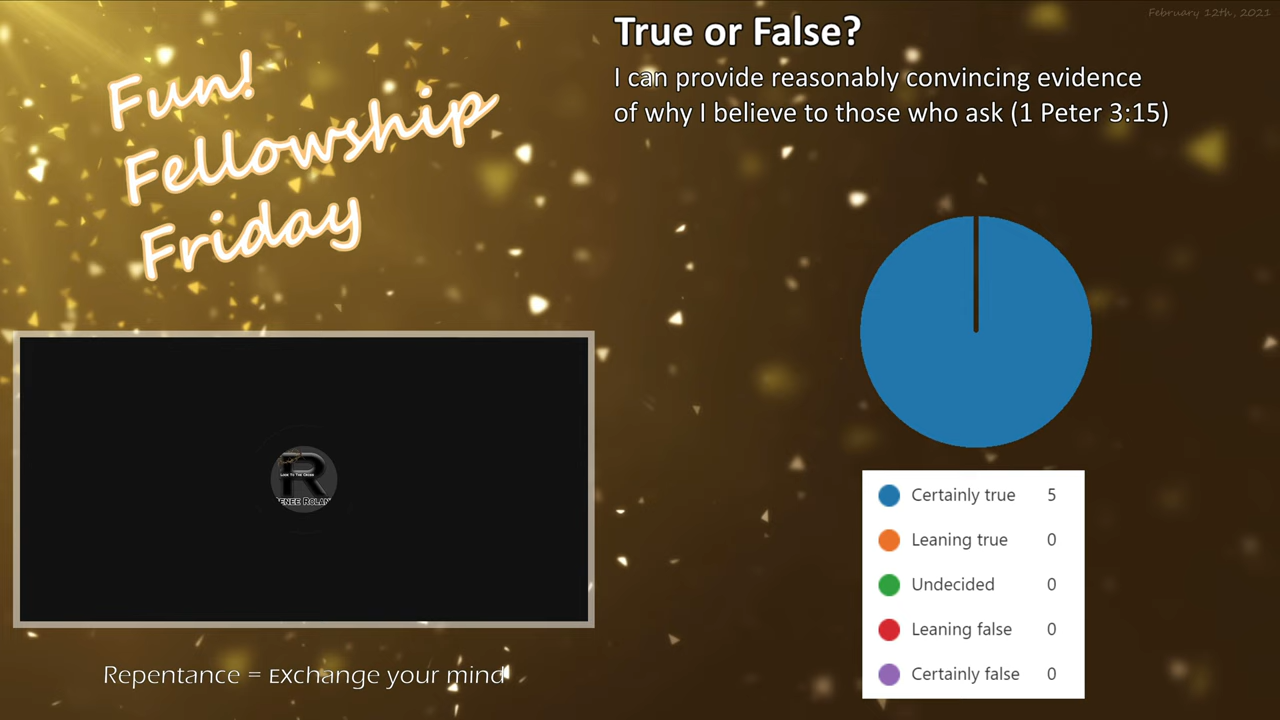 February 12th, 2021
Fun!
Fellowship
Friday
True or False?
I can provide reasonably convincing evidence
of why I believe to those who ask (1 Peter 3:15)
Certainly true 5
Leaning true 0
Undecided 0
Leaning false 0
Certainly false 0
R
Repentance = EXchange your mind